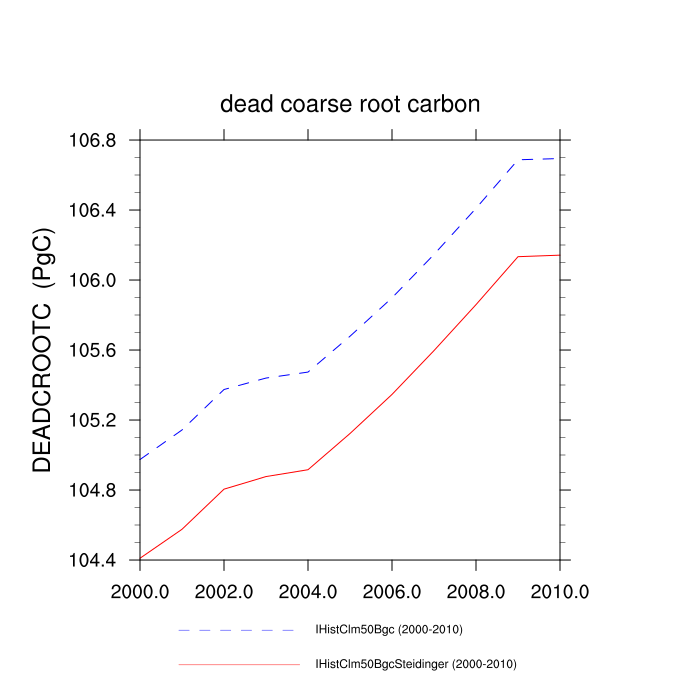 dead coarse root carbon
106.8
106.4
106.0
105.6
105.2
104.8
104.4
DEADCROOTC (PgC)
2000.0 2002.0 2004.0 2006.0 2008.0 2010.0
IHistClm50Bgc (2000-2010)
IHistClm50BgcSteidinger (2000-2010)